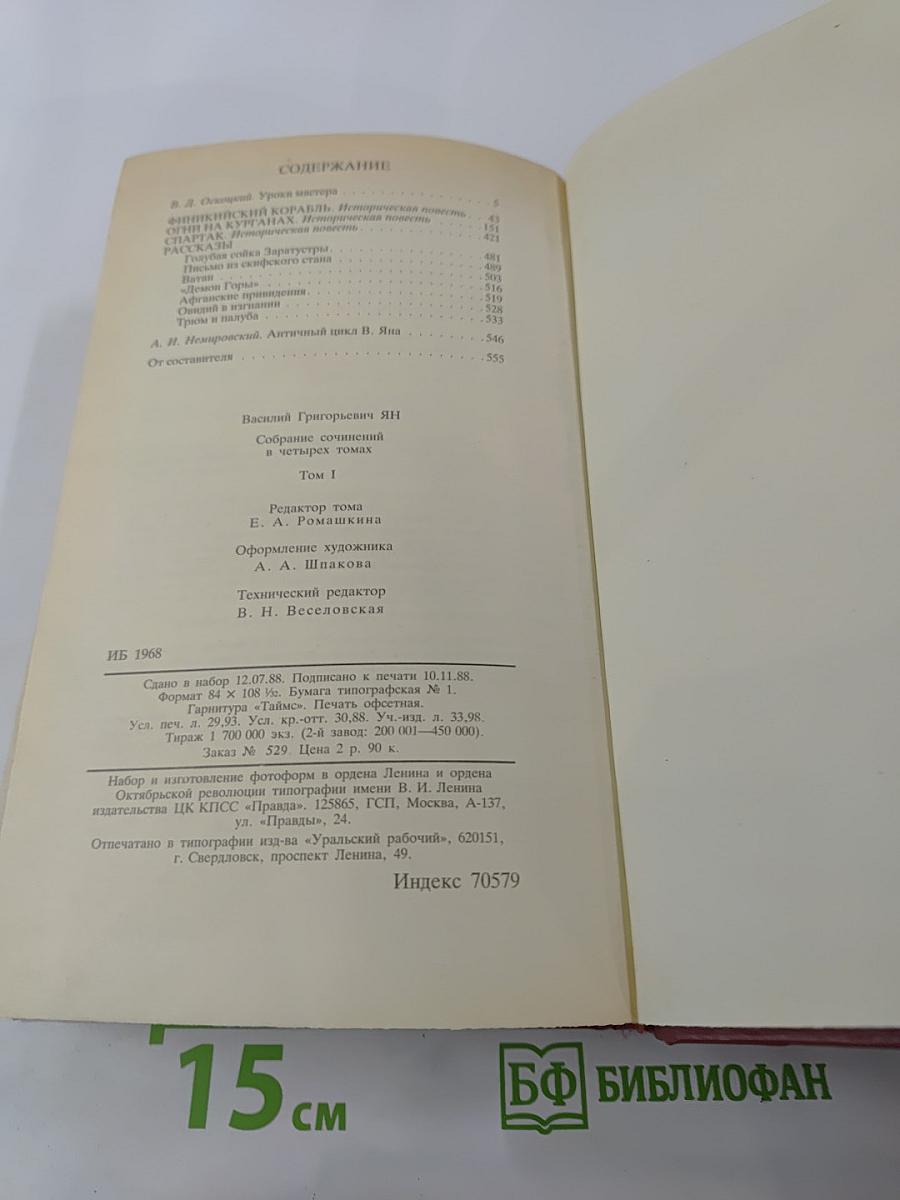 СОДЕРЖАНИЕ
В. Д. Оскоцкий. Уроки мастера . . . . . . . . . . . . . . 5
ФИНИКИЙСКИЙ КОРАБЛЬ. Историческая повесть . . 43
ОГНИ НА КУРГАНАХ. Историческая повесть . . . . . 151
СПАРТАК. Историческая повесть . . . . . . . . . . . . 421
РАССКАЗЫ
Голубая сойка Заратустры . . . . . . . . . . . . . . 481
Письмо из скифского стана . . . . . . . . . . . . . . 489
Ватан . . . . . . . . . . . . . . . . . . . . . . . . 503
«Демон Горы» . . . . . . . . . . . . . . . . . . . . 516
Афганские привидения . . . . . . . . . . . . . . . . 519
Овидий в изгнании . . . . . . . . . . . . . . . . . . 528
Трюм и палуба . . . . . . . . . . . . . . . . . . . . 533
А. И. Немировский. Античный цикл В. Яна . . . . . . . 546
От составителя . . . . . . . . . . . . . . . . . . . . . 555
Василий Григорьевич ЯН
Собрание сочинений
в четырех томах
Том I
Редактор тома
Е. А. Ромашкина
Оформление художника
А. А. Шпакова
Технический редактор
В. Н. Веселовская
ИБ 1968
Сдано в набор 12.07.88. Подписано к печати 10.11.88.
Формат 84 × 108 1/32. Бумага типографская № 1.
Гарнитура «Таймс». Печать офсетная.
Усл. печ. л. 29,93. Усл. кр.-отт. 30,88. Уч.-изд. л. 33,98.
Тираж 1 700 000 экз. (2-й завод: 200 001—450 000).
Заказ № 529. Цена 2 р. 90 к.
Набор и изготовление фотоформ в ордена Ленина и ордена
Октябрьской революции типографии имени В. И. Ленина
издательства ЦК КПСС «Правда». 125865, ГСП, Москва, А-137,
ул. «Правды», 24.
Отпечатано в типографии изд-ва «Уральский рабочий», 620151,
г. Свердловск, проспект Ленина, 49.
Индекс 70579
15 см
БФ БИБЛИОФАН